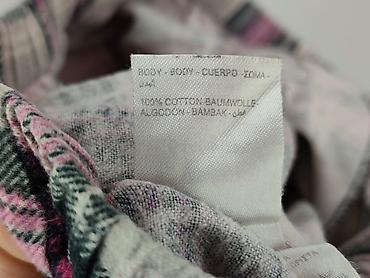 BODY - BODY - CUERPO - ΣΩΜΑ -
100% COTTON-BAUMWOLLE-
ALGODON - BAMBAK -